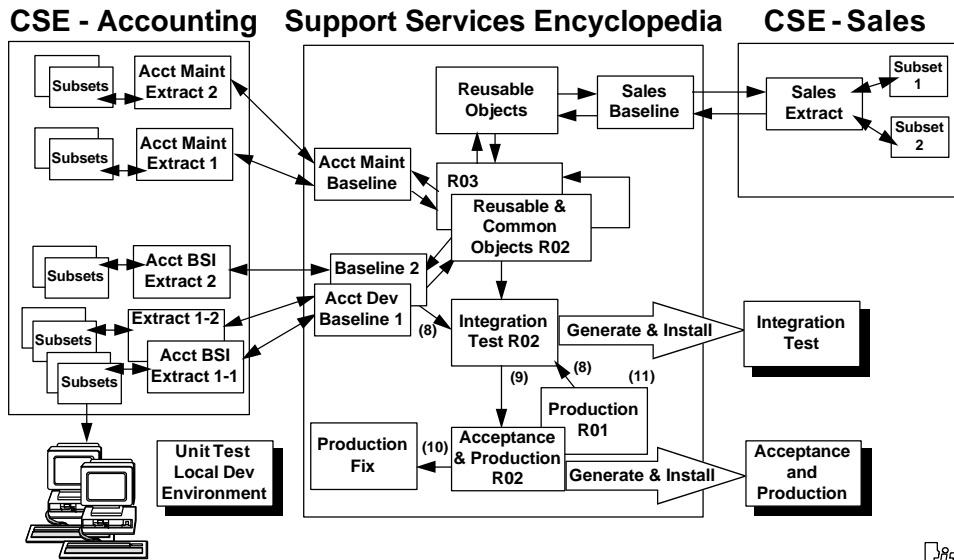 CSE - Accounting
Support Services Encyclopedia
CSE - Sales
Subsets
Acct Maint
Extract 2
Subsets
Acct Maint
Extract 1
Subsets
Acct BSI
Extract 2
Subsets
Extract 1-2
Subsets
Acct BSI
Extract 1-1
Reusable
Objects
Sales
Baseline
Acct Maint
Baseline
R03
Reusable &
Common
Objects R02
Baseline 2
Acct Dev
Baseline 1
(8)
Integration
Test R02
Generate & Install
Integration
Test
(9)
(8)
(11)
Production
R01
Production
Fix
(10)
Acceptance
& Production
R02
Generate & Install
Acceptance
and
Production
Sales
Extract
Subset
1
Subset
2
Unit Test
Local Dev
Environment